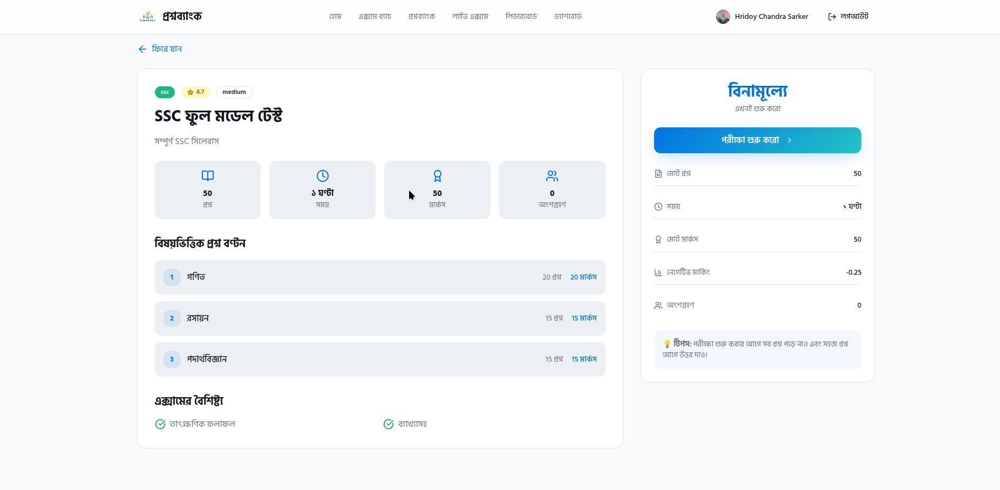 প্রশ্নব্যাংক
হোম এক্সাম ব্যাচ প্রশ্নব্যাংক লাইভ এক্সাম লিডারবোর্ড ড্যাশবোর্ড
Hridoy Chandra Sarker লগআউট
ফিরে যান
ssc 4.7 medium
SSC ফুল মডেল টেস্ট
সম্পূর্ণ SSC সিলেবাস
50 ১ ঘণ্টা 50 0
প্রশ্ন সময় মার্কস অংশগ্রহণ
বিষয়ভিত্তিক প্রশ্ন বণ্টন
1 গণিত 20 প্রশ্ন 20 মার্কস
2 রসায়ন 15 প্রশ্ন 15 মার্কস
3 পদার্থবিজ্ঞান 15 প্রশ্ন 15 মার্কস
এক্সামের বৈশিষ্ট্য
তাৎক্ষণিক ফলাফল ব্যাখ্যাসহ
বিনামূল্যে
এখনই শুরু করো
পরীক্ষা শুরু করো
মোট প্রশ্ন 50
সময় ১ ঘণ্টা
মোট মার্কস 50
নেগেটিভ মার্কিং -0.25
অংশগ্রহণ 0
💡 টিপস: পরীক্ষা শুরু করার আগে সব প্রশ্ন পড়ে নাও এবং সহজ প্রশ্ন
আগে উত্তর দাও।